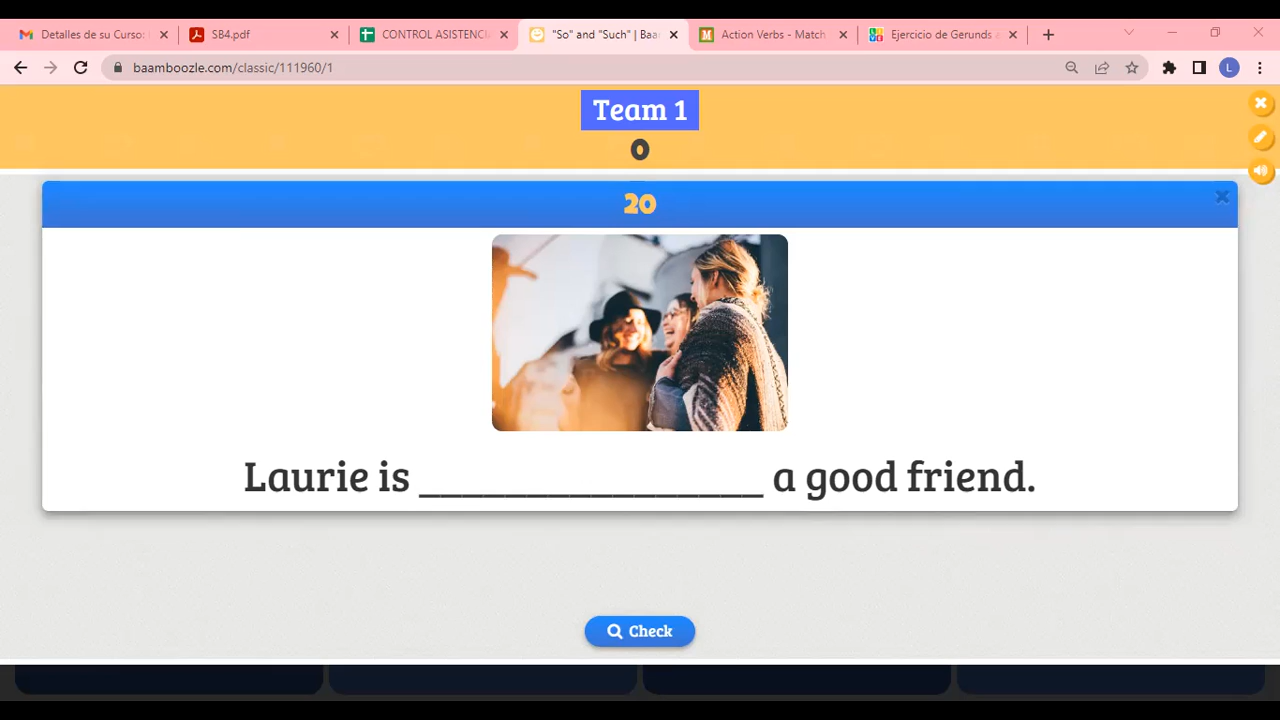 Detalles de su Curso:
SB4.pdf
CONTROL ASISTENCI
"So" and "Such" | Baa
Action Verbs - Match
Ejercicio de Gerunds a
baamboozle.com/classic/111960/1
L
Team 1
0
20
Laurie is ________________ a good friend.
Check